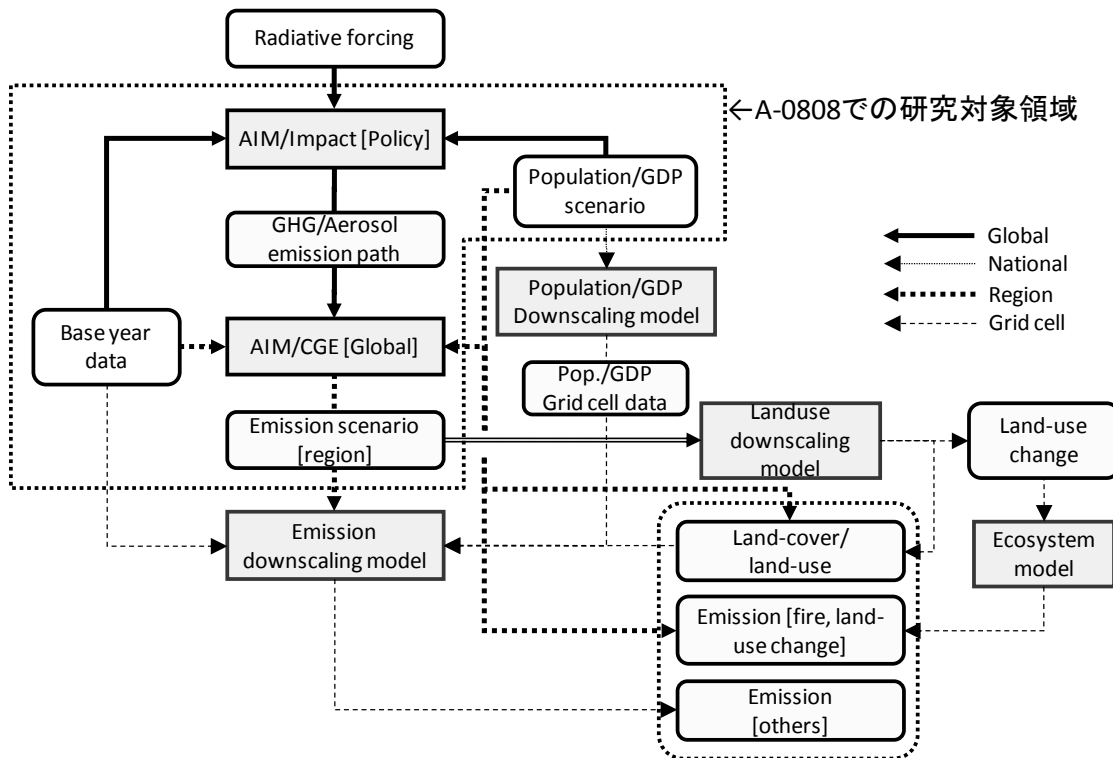 Radiative forcing
←A-0808での研究対象領域
AIM/Impact [Policy]
Population/GDP
scenario
GHG/Aerosol
emission path
Global
National
Region
Grid cell
Population/GDP
Downscaling model
Base year
data
AIM/CGE [Global]
Pop./GDP
Grid cell data
Emission scenario
[region]
Landuse
downscaling
model
Land-use
change
Emission
downscaling model
Land-cover/
land-use
Ecosystem
model
Emission [fire, land-
use change]
Emission
[others]